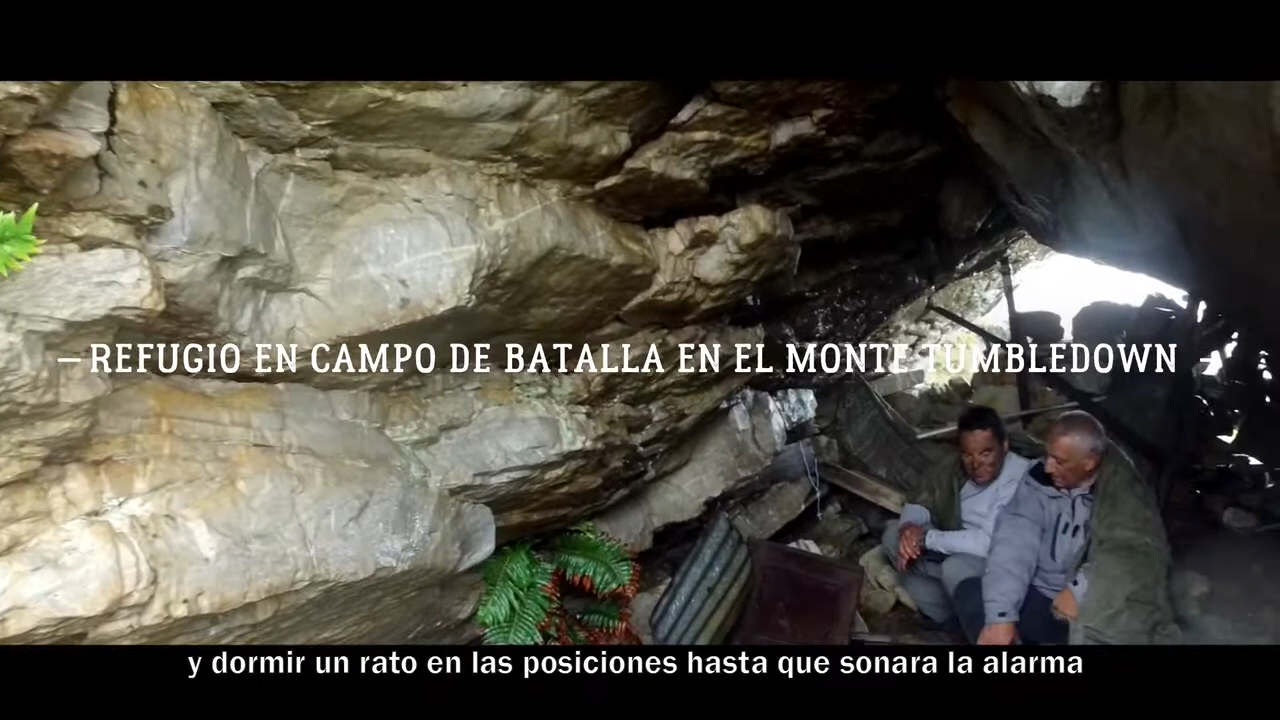 – REFUGIO EN CAMPO DE BATALLA EN EL MONTE TUMBLEDOWN –
y dormir un rato en las posiciones hasta que sonara la alarma